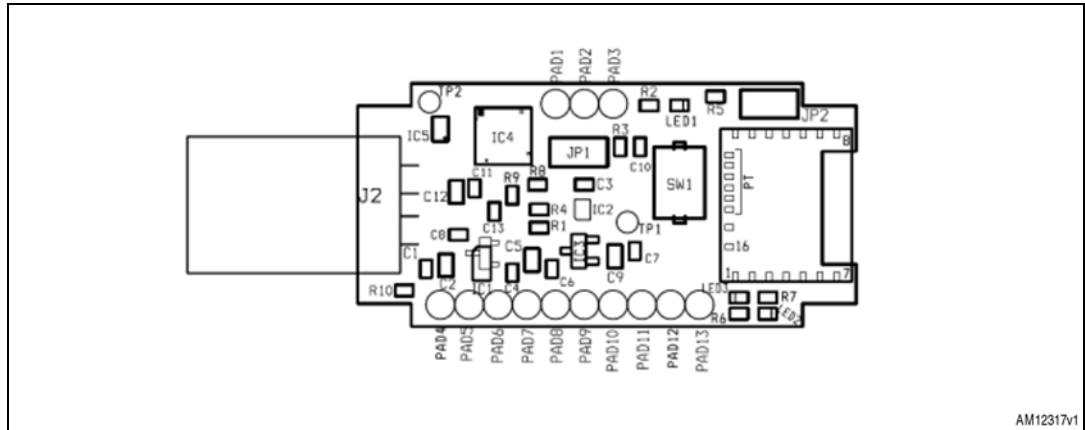 PAD1
PAD2
PAD3
TP2
R2
LED1
R5
JP2
IC5
IC4
JP1
R3
C10
SW1
8
PT
J2
C12
C11
R9
R8
C3
C13
R4
IC2
R1
TP1
C8
C1
C2
IC1
C4
C5
C6
IC3
C9
C7
16
1
7
R10
LED3
R7
R6
LED2
PAD4
PAD5
PAD6
PAD7
PAD8
PAD9
PAD10
PAD11
PAD12
PAD13
AM12317v1